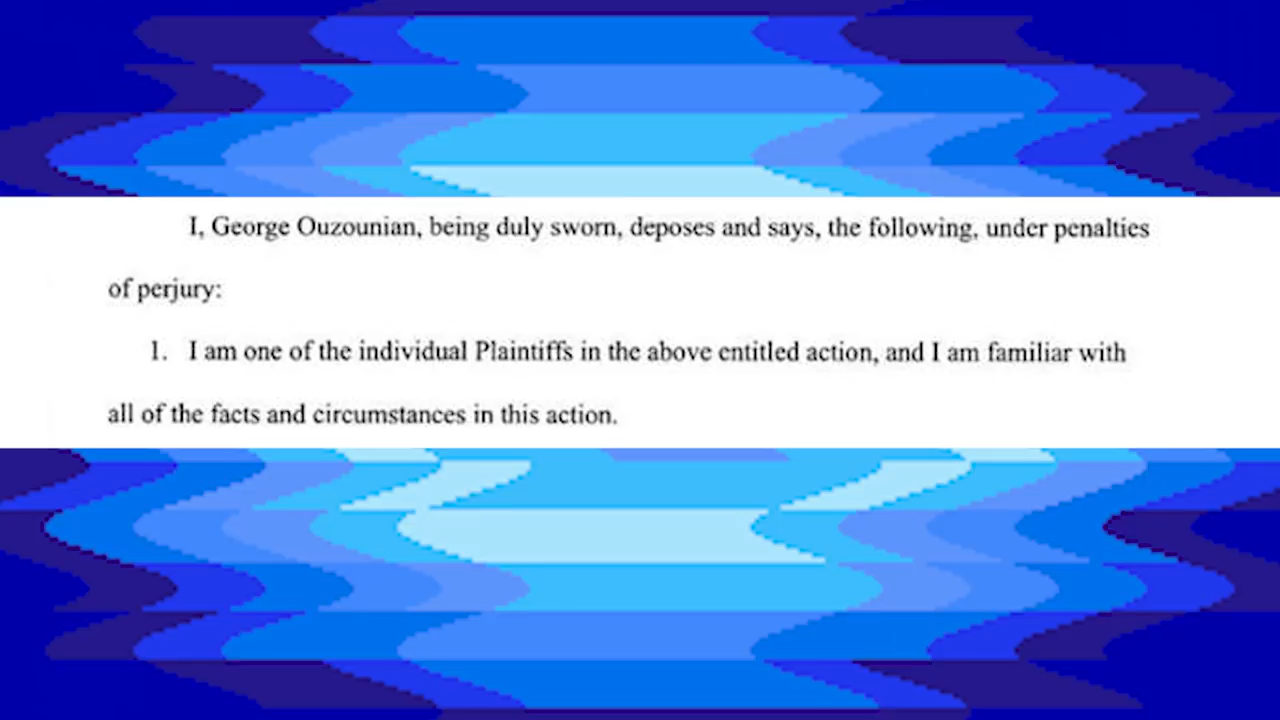 I, George Ouzounian, being duly sworn, deposes and says, the following, under penalties
of perjury:
1. I am one of the individual Plaintiffs in the above entitled action, and I am familiar with
all of the facts and circumstances in this action.